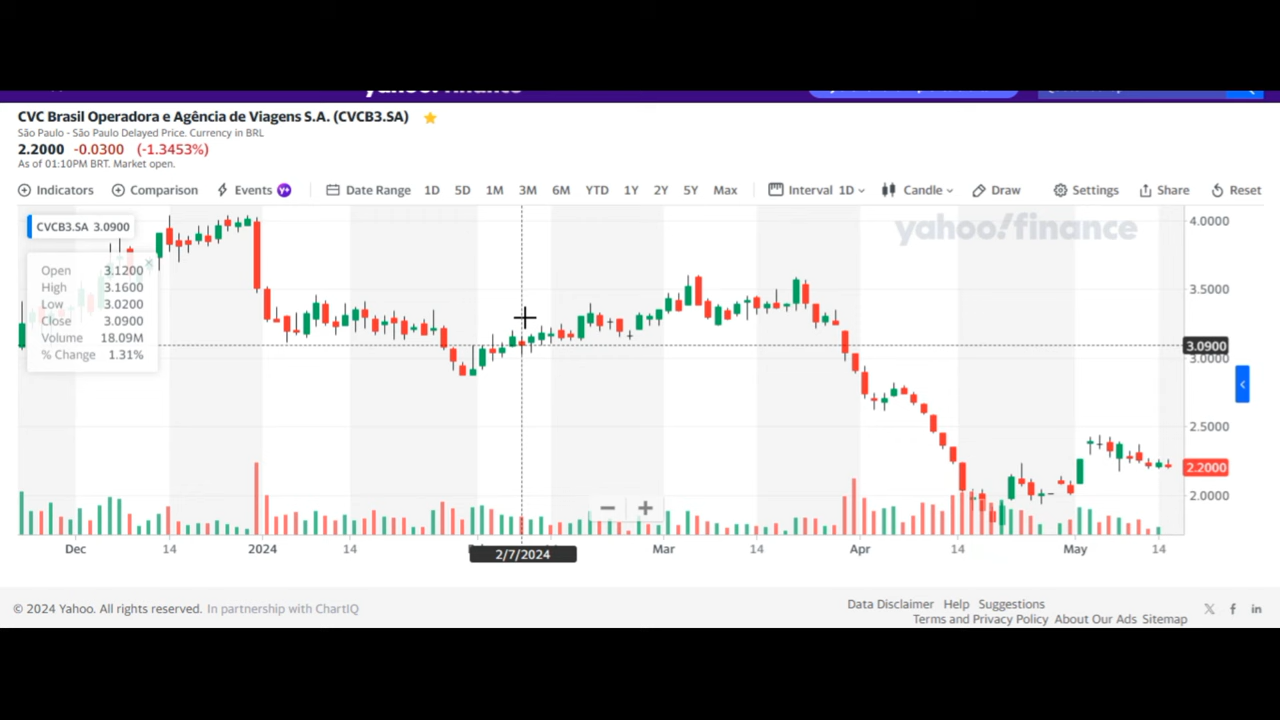 CVC Brasil Operadora e Agência de Viagens S.A. (CVCB3.SA)
São Paulo - São Paulo Delayed Price. Currency in BRL
2.2000 -0.0300 (-1.3453%)
As of 01:10PM BRT. Market open.
Indicators Comparison Events Y+ Date Range 1D 5D 1M 3M 6M YTD 1Y 2Y 5Y Max Interval 1D Candle Draw Settings Share Reset
CVCB3.SA 3.0900
yahoo!finance
4.0000
Open 3.1200
High 3.1600
Low 3.0200
Close 3.0900
Volume 18.09M
% Change 1.31%
3.5000
3.0900
3.0000
2.5000
2.2000
2.0000
Dec 14 2024 14 Mar 14 Apr 14 May 14
2/7/2024
© 2024 Yahoo. All rights reserved. In partnership with ChartIQ
Data Disclaimer Help Suggestions
Terms and Privacy Policy About Our Ads Sitemap